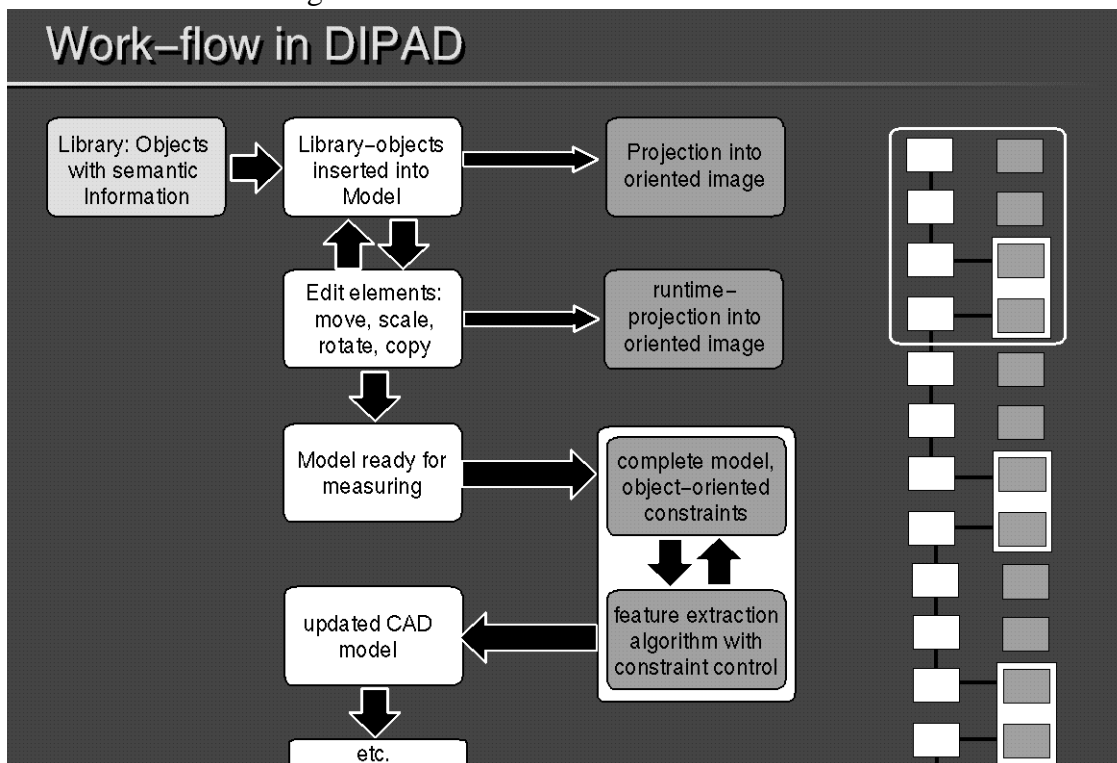 Work–flow in DIPAD
Library: Objects
with semantic
Information
Library–objects
inserted into
Model
Projection into
oriented image
Edit elements:
move, scale,
rotate, copy
runtime–
projection into
oriented image
Model ready for
measuring
complete model,
object–oriented
constraints
updated CAD
model
feature extraction
algorithm with
constraint control
etc.